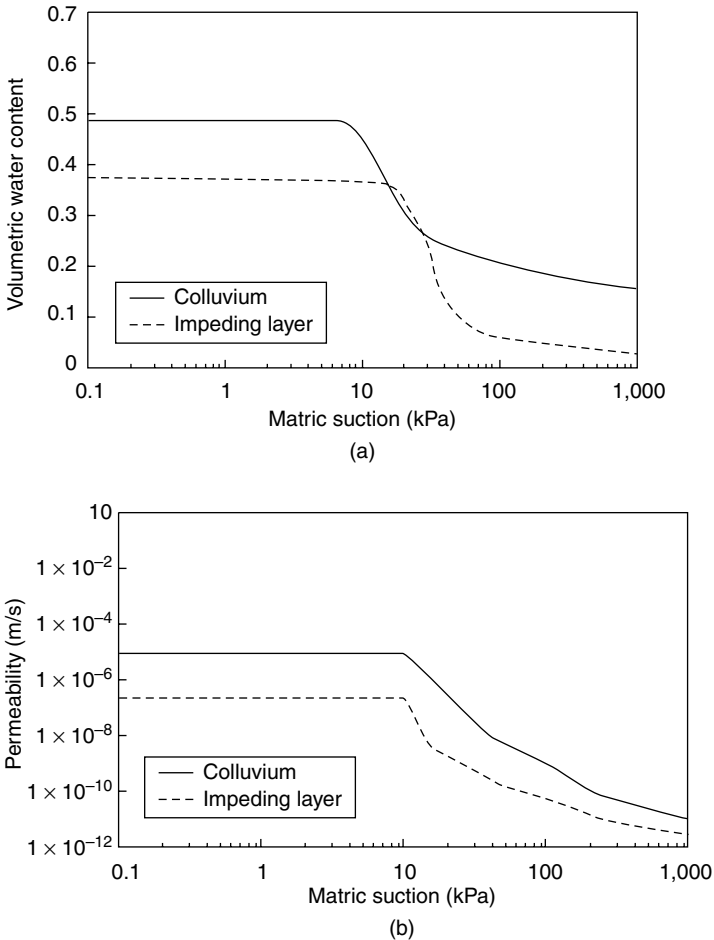 0.7
0.6
0.5
0.4
0.3
0.2
0.1
0
Volumetric water content
Colluvium
Impeding layer
0.1 1 10 100 1,000
Matric suction (kPa)
(a)
10
1 × 10⁻²
1 × 10⁻⁴
1 × 10⁻⁶
1 × 10⁻⁸
1 × 10⁻¹⁰
1 × 10⁻¹²
Permeability (m/s)
Colluvium
Impeding layer
0.1 1 10 100 1,000
Matric suction (kPa)
(b)